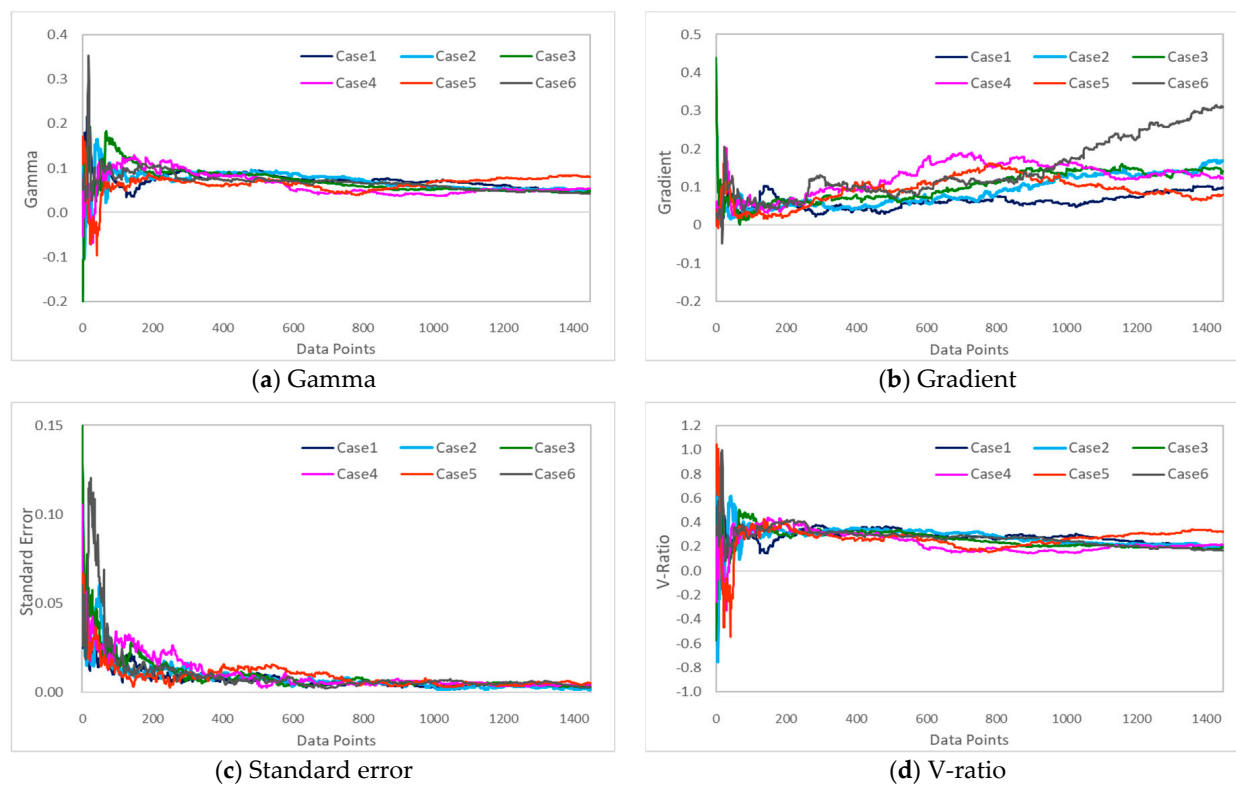 0.4
0.3
0.2
0.1
0.0
-0.1
-0.2
Gamma
Case1 Case2 Case3
Case4 Case5 Case6
0 200 400 600 800 1000 1200 1400
Data Points
(a) Gamma
0.5
0.4
0.3
0.2
0.1
0
-0.1
-0.2
Gradient
Case1 Case2 Case3
Case4 Case5 Case6
0 200 400 600 800 1000 1200 1400
Data Points
(b) Gradient
0.15
0.10
0.05
0.00
Standard Error
Case1 Case2 Case3
Case4 Case5 Case6
0 200 400 600 800 1000 1200 1400
Data Points
(c) Standard error
1.2
1.0
0.8
0.6
0.4
0.2
0.0
-0.2
-0.4
-0.6
-0.8
-1.0
V-Ratio
Case1 Case2 Case3
Case4 Case5 Case6
0 200 400 600 800 1000 1200 1400
Data Points
(d) V-ratio